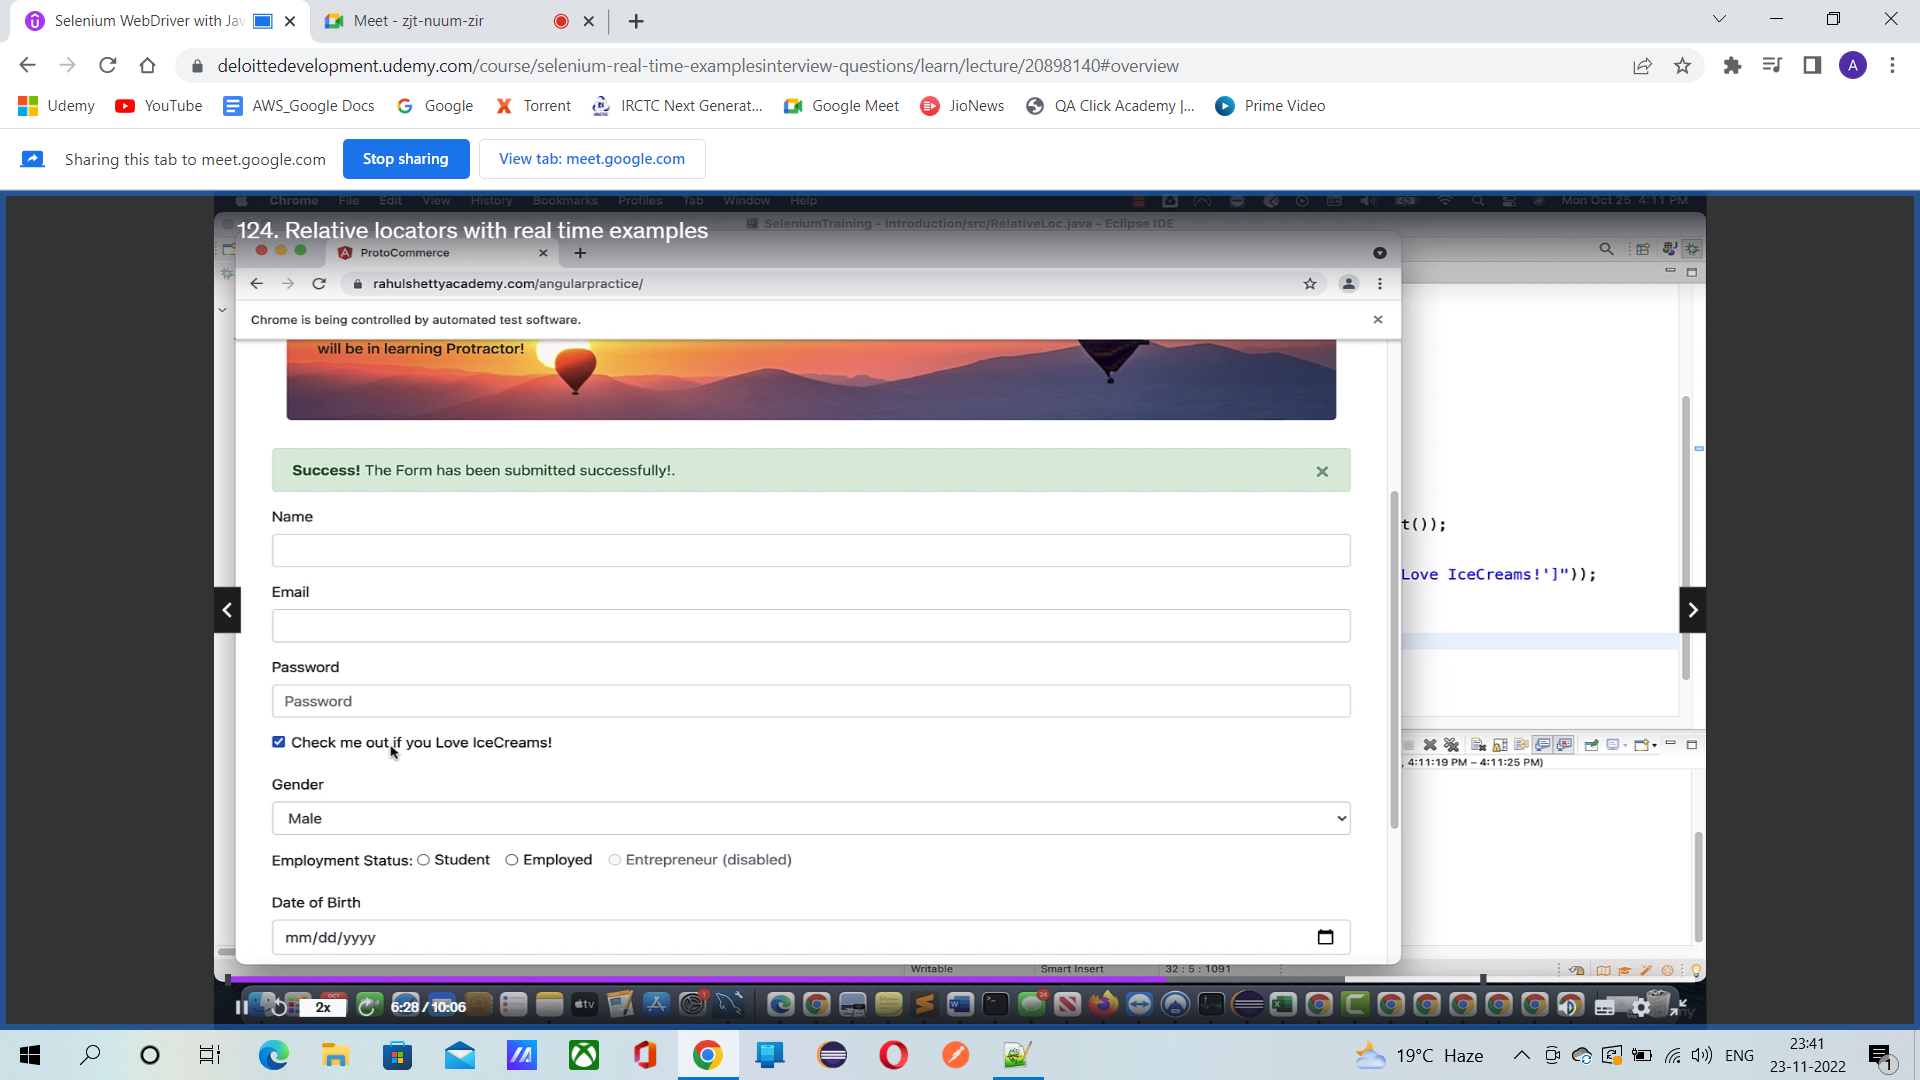 Selenium WebDriver with Jav
Meet - zjt-nuum-zir
deloittedevelopment.udemy.com/course/selenium-real-time-examplesinterview-questions/learn/lecture/20898140#overview
A
Udemy YouTube AWS_Google Docs Google Torrent IRCTC Next Generat... Google Meet JioNews QA Click Academy |... Prime Video
Sharing this tab to meet.google.com Stop sharing View tab: meet.google.com
Chrome File Edit View History Bookmarks Profiles Tab Window Help Mon Oct 25 4:11 PM
SeleniumTraining - Introduction/src/RelativeLoc.java - Eclipse IDE
124. Relative locators with real time examples
ProtoCommerce
rahulshettyacademy.com/angularpractice/
Chrome is being controlled by automated test software.
will be in learning Protractor!
Success! The Form has been submitted successfully!.
Name
t());
Love IceCreams!']"));
Email
Password
Password
Check me out if you Love IceCreams!
, 4:11:19 PM – 4:11:25 PM)
Gender
Male
Employment Status: Student Employed Entrepreneur (disabled)
Date of Birth
mm/dd/yyyy
Writable Smart Insert 32 : 5 : 1091
2x 6:28 / 10:06
tv
19°C Haze
ENG
23:41
23-11-2022
1